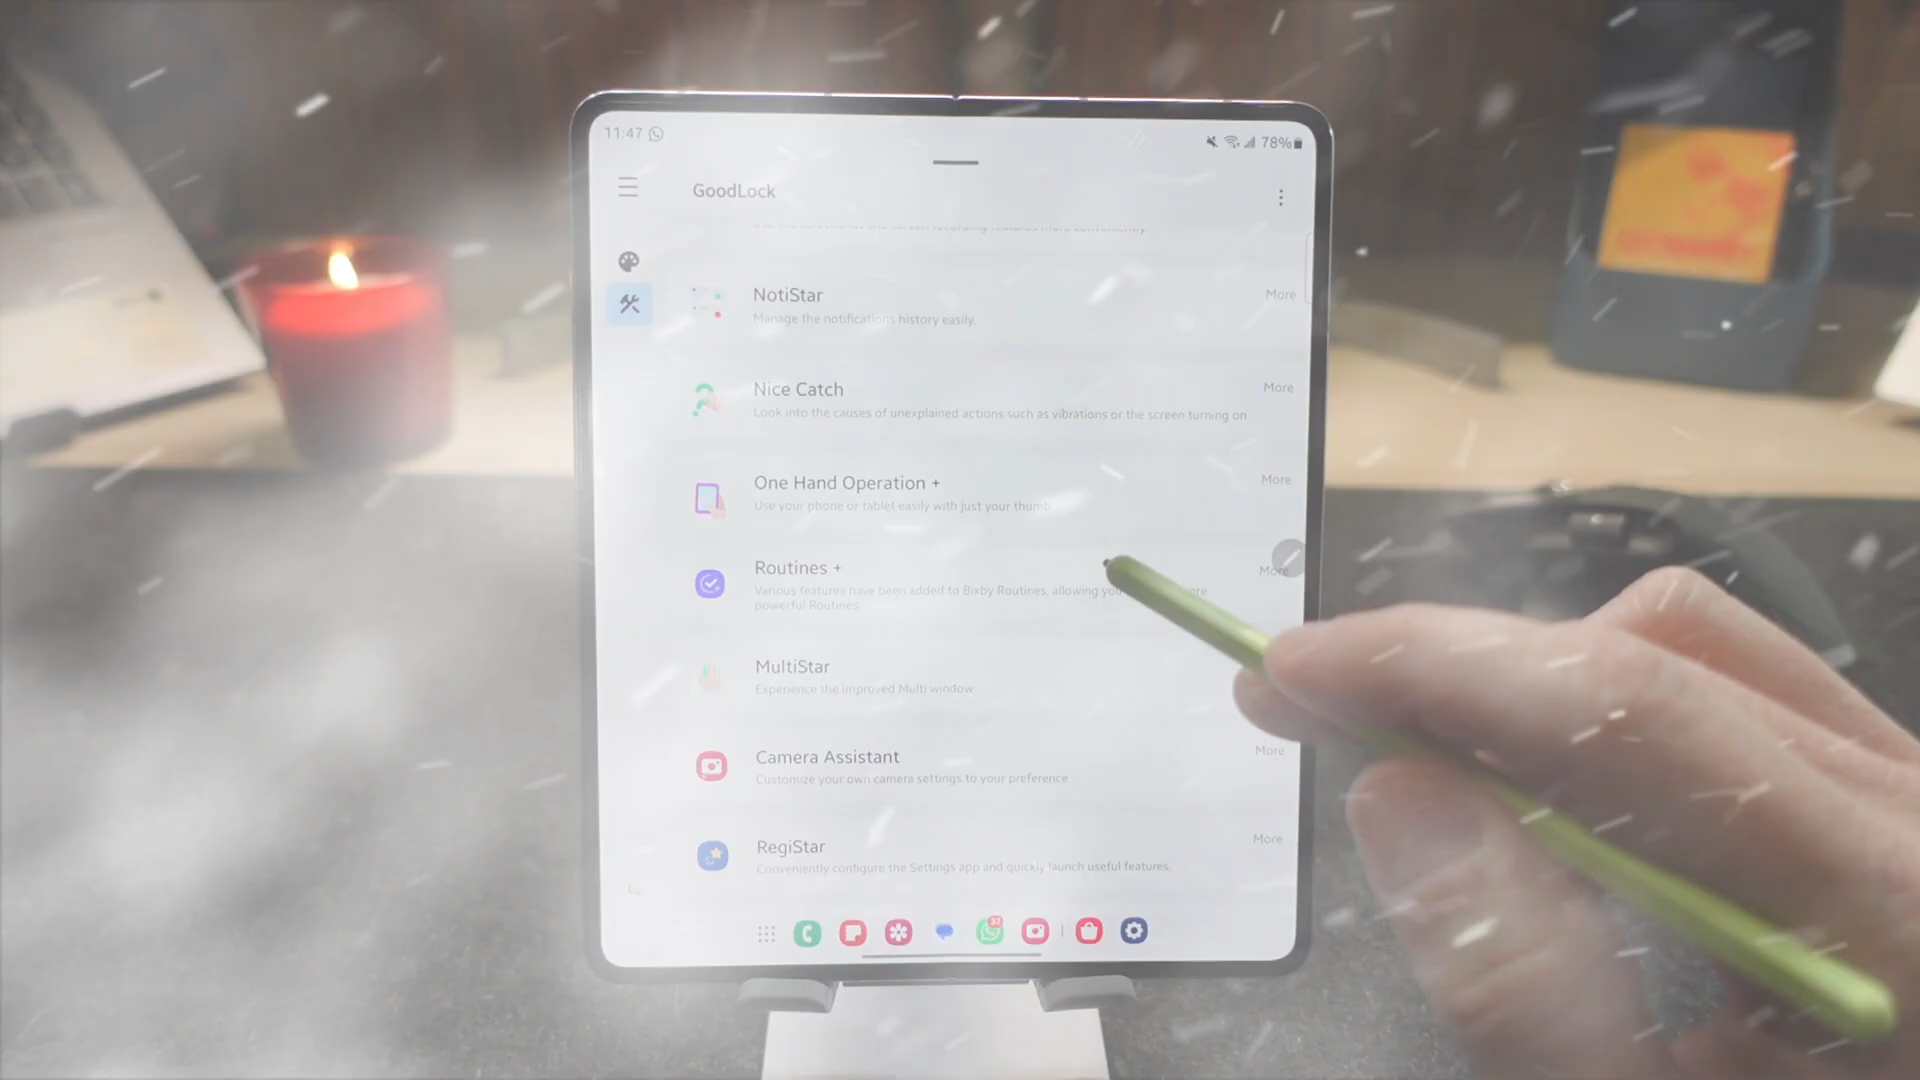 11:47
78%
GoodLock
NotiStar
More
Manage the notifications history easily.
Nice Catch
More
Look into the causes of unexplained actions such as vibrations or the screen turning on.
One Hand Operation +
More
Use your phone or tablet easily with just your thumb.
Routines +
More
Various features have been added to Bixby Routines, allowing
powerful Routines.
MultiStar
Experience the improved Multi window.
Camera Assistant
More
Customize your own camera settings to your preference
RegiStar
More
Conveniently configure the Settings app and quickly launch useful features.
37